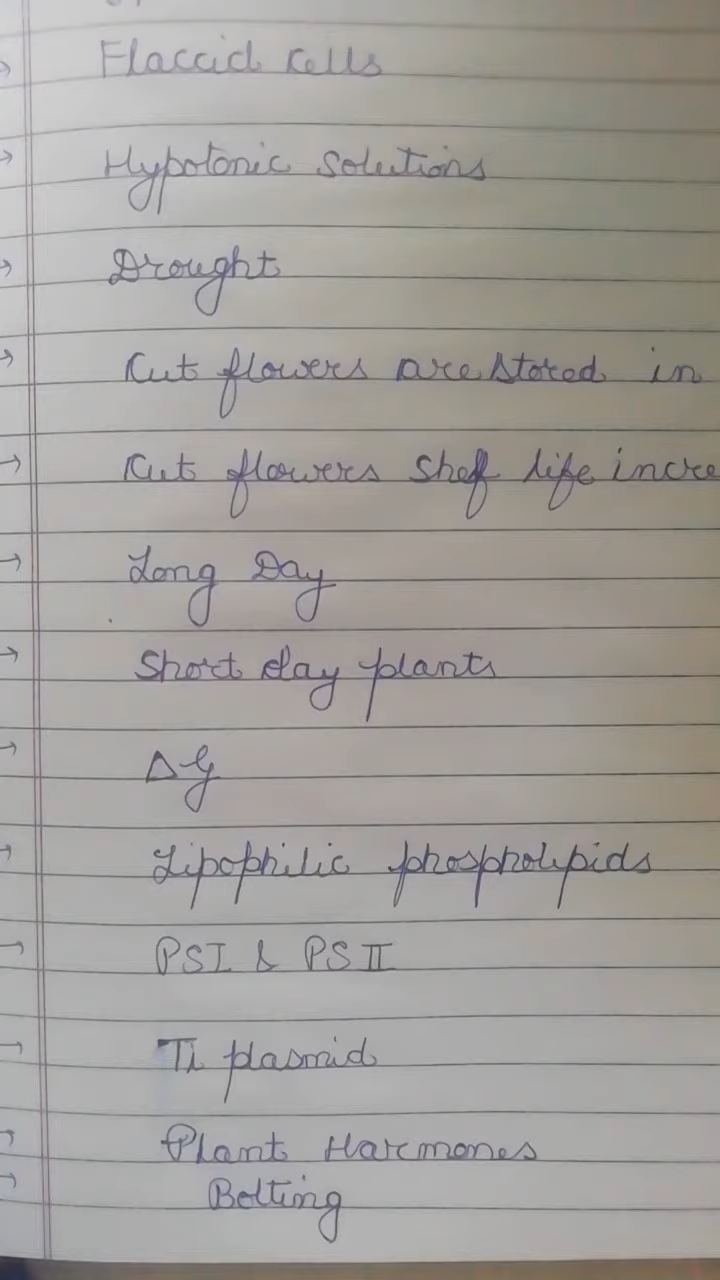 Flaccid cells
Hypotonic solutions
Drought
Cut flowers are stored in
Cut flowers shelf life incre
Long Day
Short day plants
ΔG
Lipophilic phospholipids
PSI & PSII
Ti plasmid
Plant Harmones
Bolting